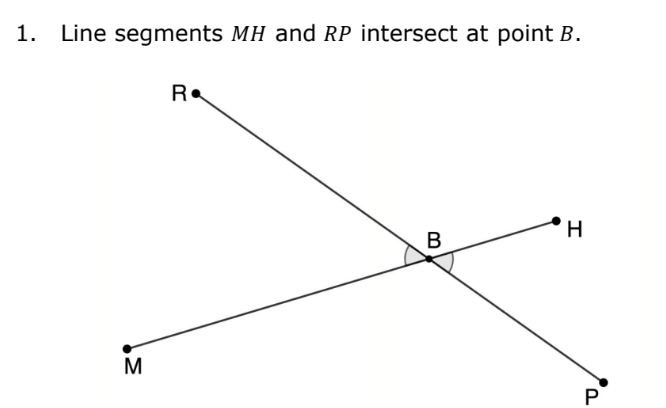 1. Line segments MH and RP intersect at point B.
R
B
H
M
P